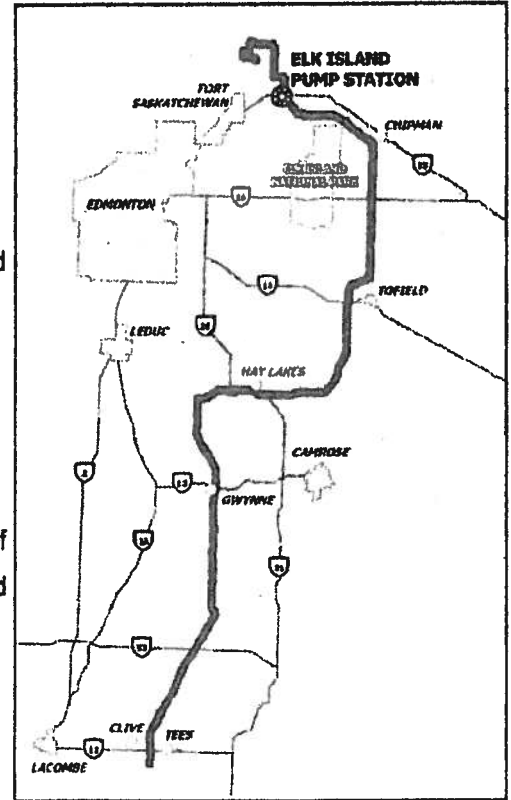 ELK ISLAND
PUMP STATION
FORT
SASKATCHEWAN
CHIPMAN
16
EDMONTON
d
14
TOFIELD
LEDUC
HAY LAKES
CAMROSE
2
13
GWYNNE
f
2A
21
d
53
CLIVE
TEES
12
LACOMBE